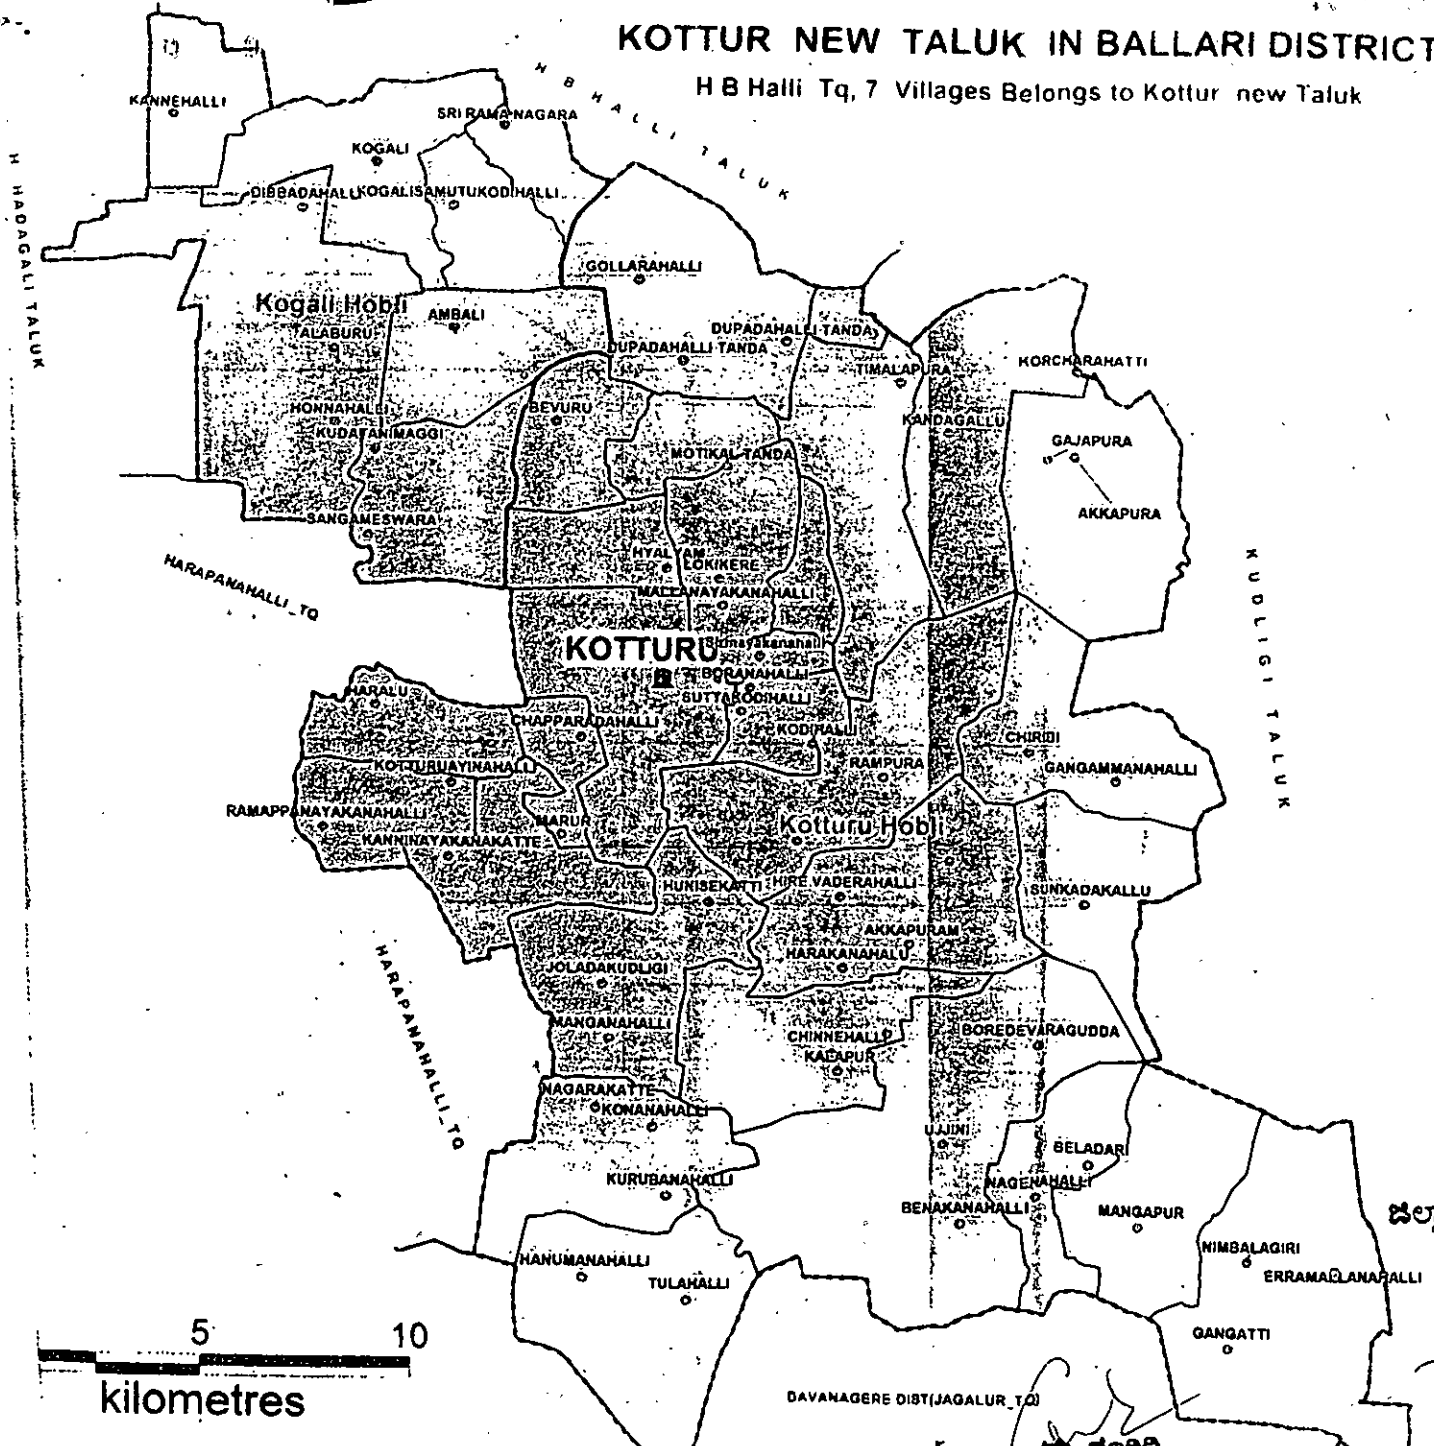 KOTTUR NEW TALUK IN BALLARI DISTRICT
H B Halli Tq, 7 Villages Belongs to Kottur new Taluk
H B HALLI TALUK
H HADAGALI TALUK
KANNEHALLI
SRI RAMA NAGARA
KOGALI
DIBBADAHALLI
KOGALISAMUTUKODIHALLI
GOLLARAHALLI
Kogali Hobli
AMBALI
ALABURU
DUPADAHALLI TANDA
DUPADAHALLI TANDA
TIMALAPURA
KORCHARAHATTI
HONNAHALLI
BEVURU
KANDAGALLU
KUDATANIMAGGI
GAJAPURA
MOTIKAL TANDA
AKKAPURA
SANGAMESWARA
HARAPANAHALLI_TQ
HYALYAM
LOKIKERE
MALLANAYAKANAHALLI
KUDLIGI TALUK
KOTTURU
BORANAHALLI
HARALU
SUTTAKODIHALLI
CHAPPARADAHALLI
KODIHALLI
CHIRIDI
KOTTURUAYINAHALLI
RAMPURA
GANGAMMANAHALLI
RAMAPPANAYAKANAHALLI
MARUR
Kotturu Hobli
KANNINAYAKANAKATTE
HUNISEKATTI
HIRE VADERAHALLI
SUNKADAKALLU
AKKAPURAM
HARAKANAHALU
JOLADAKUDLIGI
HARAPANAHALLI_TQ
MANGANAHALLI
CHINNEHALLI
BOREDEVARAGUDDA
KALAPUR
NAGARAKATTE
KONANAHALLI
UJJINI
BELADARI
KURUBANAHALLI
NAGENAHALLI
BENAKANAHALLI
MANGAPUR
HANUMANAHALLI
NIMBALAGIRI
TULAHALLI
ERRAMALLANAHALLI
GANGATTI
5 10
kilometres
DAVANAGERE DIST(JAGALUR_TQ)